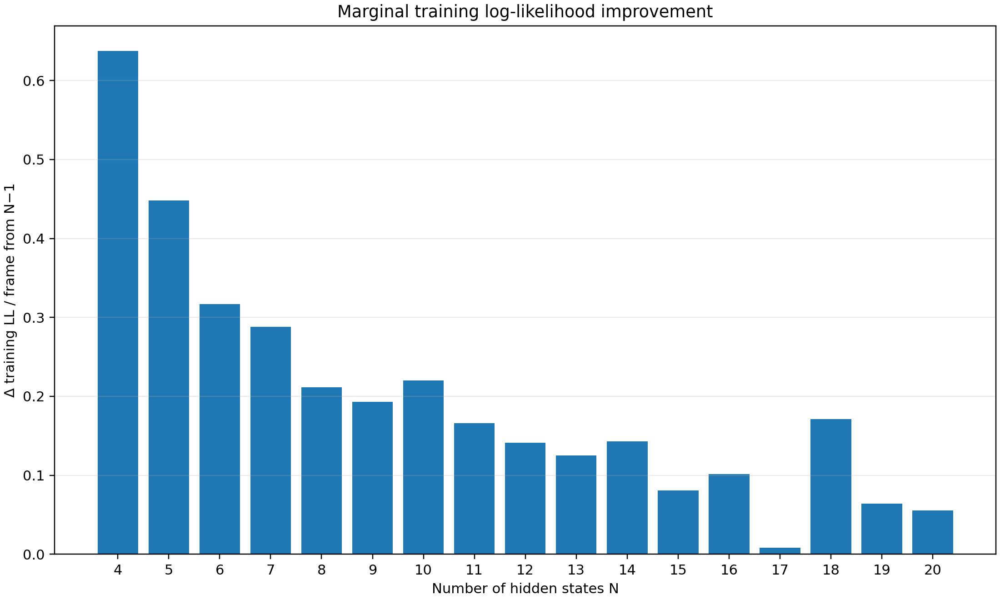 Marginal training log-likelihood improvement
Δ training LL / frame from N−1
0.6
0.5
0.4
0.3
0.2
0.1
0.0
4 5 6 7 8 9 10 11 12 13 14 15 16 17 18 19 20
Number of hidden states N